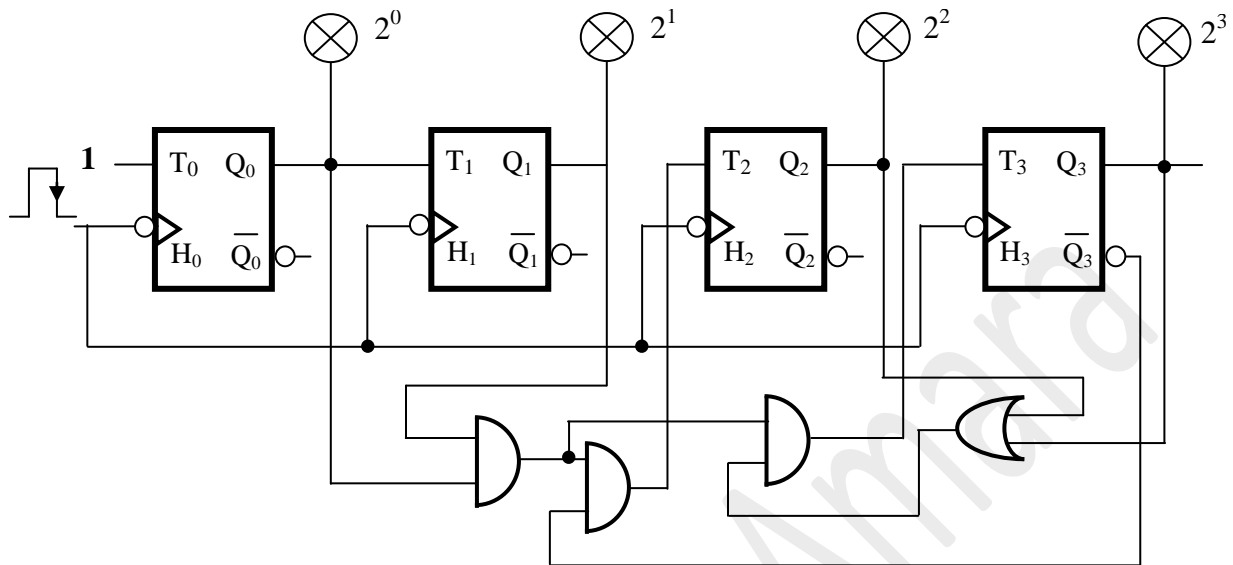 2⁰ 2¹ 2² 2³
1 T₀ Q₀ T₁ Q₁ T₂ Q₂ T₃ Q₃
H₀ Q̅₀ H₁ Q̅₁ H₂ Q̅₂ H₃ Q̅₃
Amara